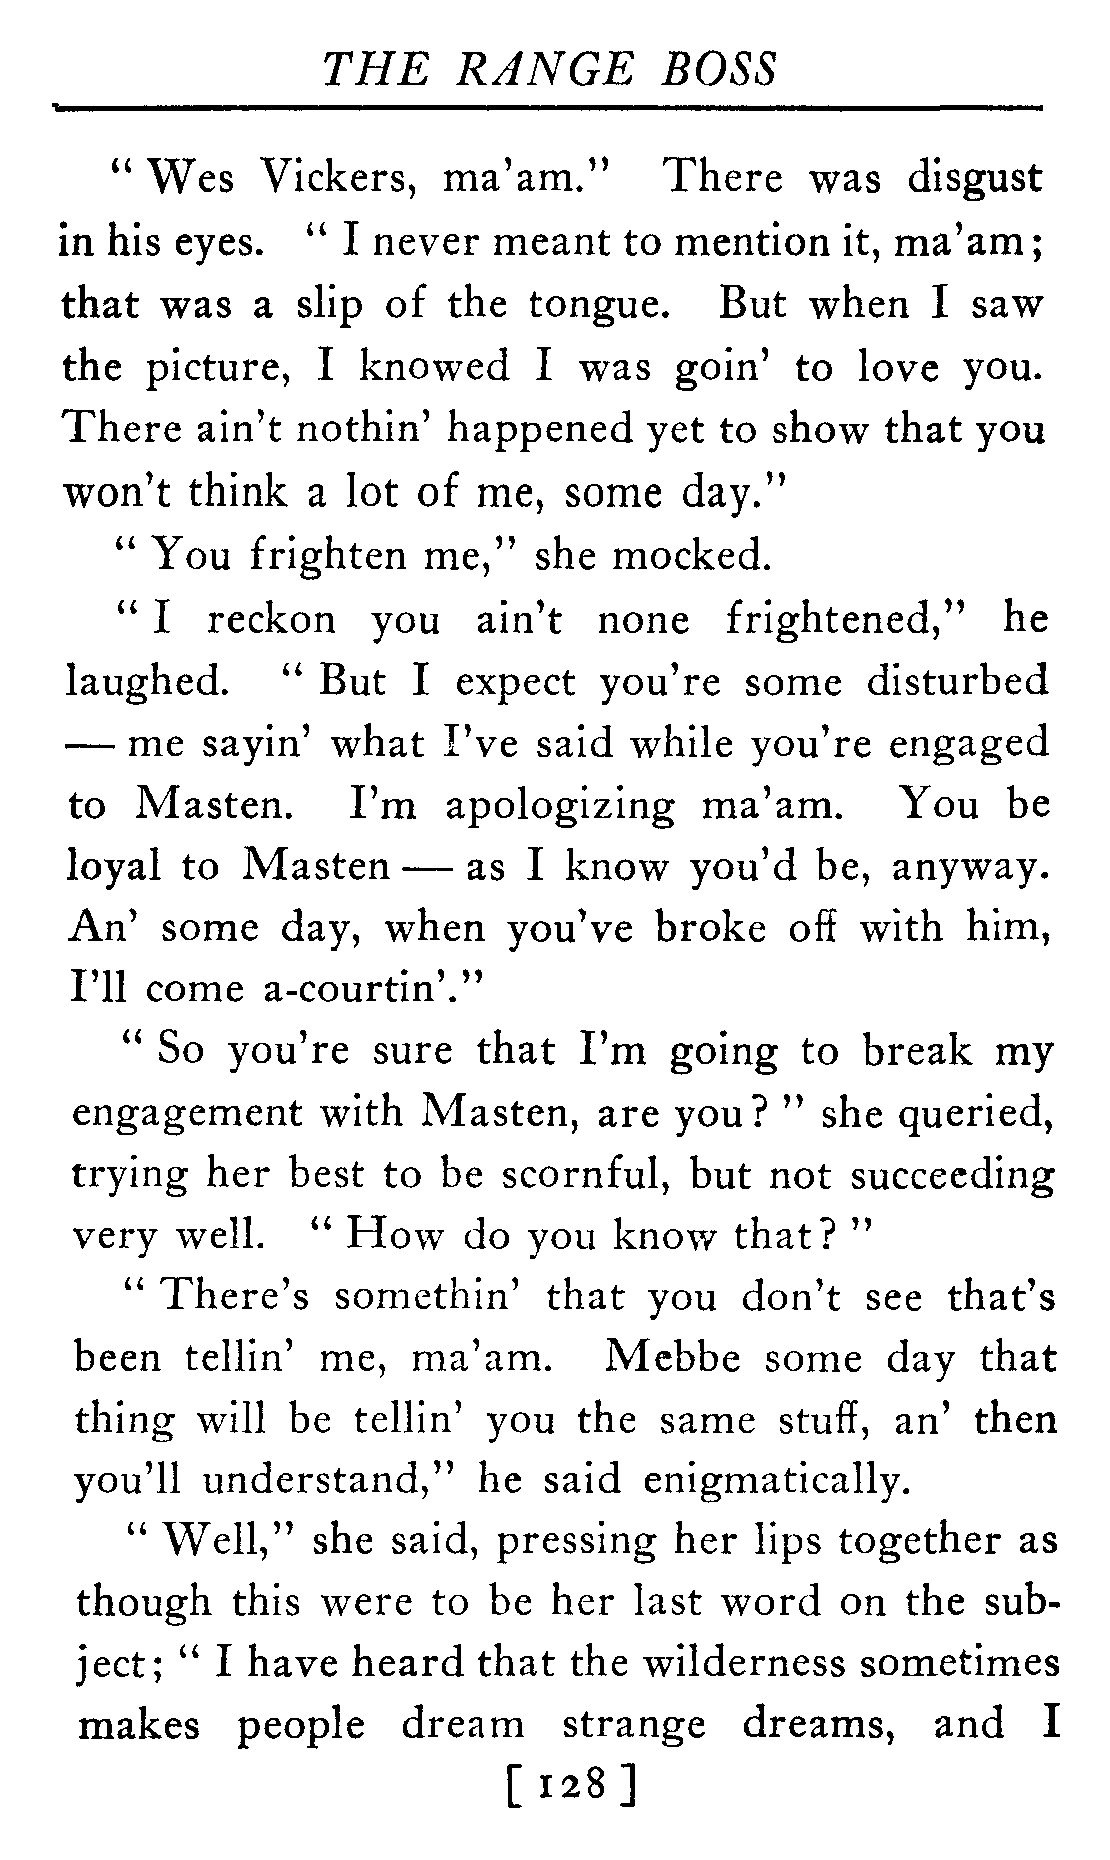 THE RANGE BOSS
“ Wes Vickers, ma’am.” There was disgust
in his eyes. “ I never meant to mention it, ma’am;
that was a slip of the tongue. But when I saw
the picture, I knowed I was goin’ to love you.
There ain’t nothin’ happened yet to show that you
won’t think a lot of me, some day.”
“ You frighten me,” she mocked.
“ I reckon you ain’t none frightened,” he
laughed. “ But I expect you’re some disturbed
— me sayin’ what I’ve said while you’re engaged
to Masten. I’m apologizing ma’am. You be
loyal to Masten — as I know you’d be, anyway.
An’ some day, when you’ve broke off with him,
I’ll come a-courtin’.”
“ So you’re sure that I’m going to break my
engagement with Masten, are you? ” she queried,
trying her best to be scornful, but not succeeding
very well. “ How do you know that? ”
“ There’s somethin’ that you don’t see that’s
been tellin’ me, ma’am. Mebbe some day that
thing will be tellin’ you the same stuff, an’ then
you’ll understand,” he said enigmatically.
“ Well,” she said, pressing her lips together as
though this were to be her last word on the sub-
ject; “ I have heard that the wilderness sometimes
makes people dream strange dreams, and I
[ 128 ]